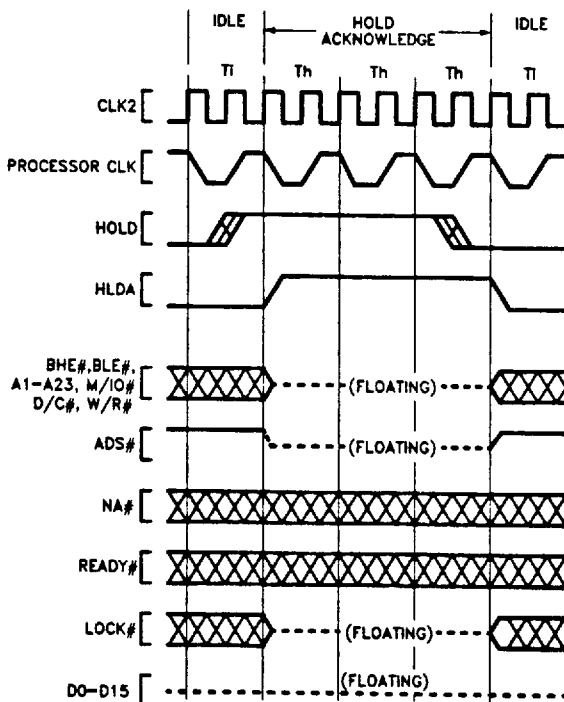 IDLE
HOLD
ACKNOWLEDGE
IDLE
Ti
Th
Th
Th
Ti
CLK2
PROCESSOR CLK
HOLD
HLDA
BHE#,BLE#,
A1-A23, M/IO#
D/C#, W/R#
(FLOATING)
ADS#
(FLOATING)
NA#
READY#
LOCK#
(FLOATING)
D0-D15
(FLOATING)